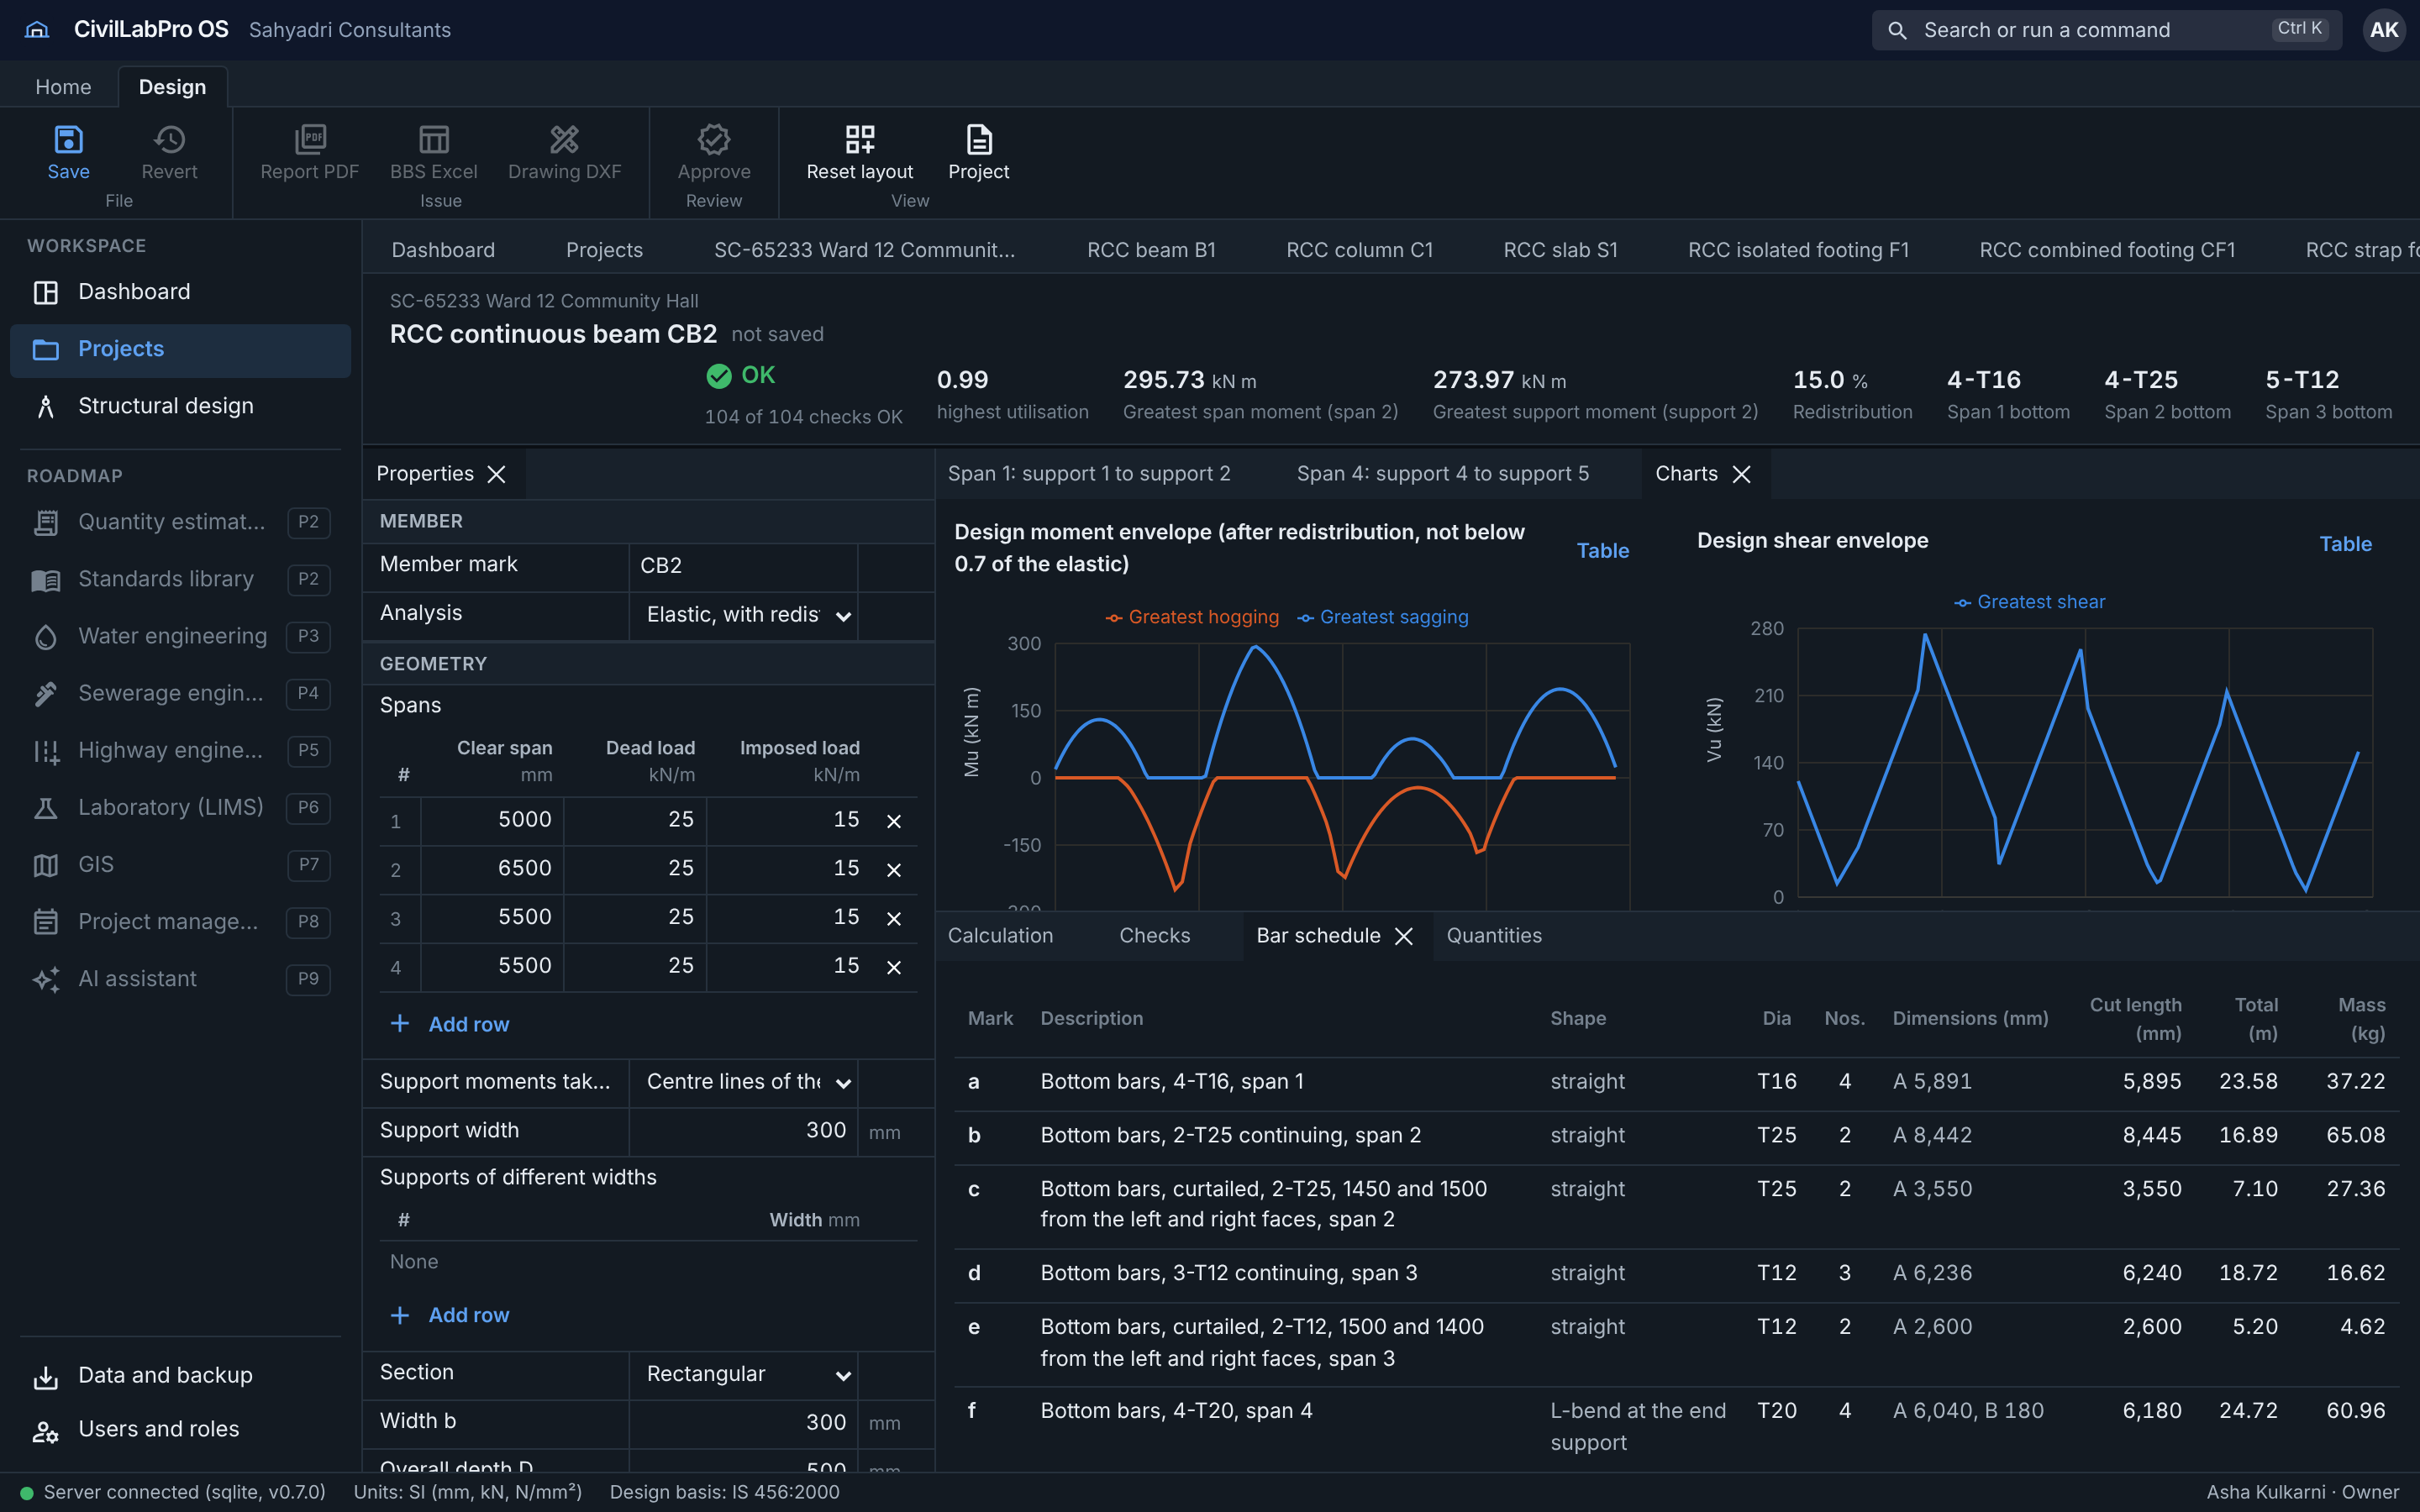 CivilLabPro OS Sahyadri Consultants Search or run a command Ctrl K AK
Home Design
Save Revert Report PDF BBS Excel Drawing DXF Approve Reset layout Project
File Issue Review View
WORKSPACE
Dashboard
Projects
Structural design
ROADMAP
Quantity estimat... P2
Standards library P2
Water engineering P3
Sewerage engin... P4
Highway engine... P5
Laboratory (LIMS) P6
GIS P7
Project manage... P8
AI assistant P9
Data and backup
Users and roles
Dashboard Projects SC-65233 Ward 12 Communit... RCC beam B1 RCC column C1 RCC slab S1 RCC isolated footing F1 RCC combined footing CF1 RCC strap fo
SC-65233 Ward 12 Community Hall
RCC continuous beam CB2 not saved
OK 0.99 295.73 kN m 273.97 kN m 15.0 % 4-T16 4-T25 5-T12
104 of 104 checks OK highest utilisation Greatest span moment (span 2) Greatest support moment (support 2) Redistribution Span 1 bottom Span 2 bottom Span 3 bottom
Properties
MEMBER
Member mark CB2
Analysis Elastic, with redis
GEOMETRY
Spans
Clear span Dead load Imposed load
# mm kN/m kN/m
1 5000 25 15
2 6500 25 15
3 5500 25 15
4 5500 25 15
Add row
Support moments tak... Centre lines of the
Support width 300 mm
Supports of different widths
# Width mm
None
Add row
Section Rectangular
Width b 300 mm
Overall depth D 500 mm
Span 1: support 1 to support 2 Span 4: support 4 to support 5 Charts
Design moment envelope (after redistribution, not below
0.7 of the elastic)
Table
Greatest hogging Greatest sagging
Mu (kN m)
300
150
0
-150
-300
Design shear envelope Table
Greatest shear
Vu (kN)
280
210
140
70
0
Calculation Checks Bar schedule Quantities
Mark Description Shape Dia Nos. Dimensions (mm) Cut length (mm) Total (m) Mass (kg)
a Bottom bars, 4-T16, span 1 straight T16 4 A 5,891 5,895 23.58 37.22
b Bottom bars, 2-T25 continuing, span 2 straight T25 2 A 8,442 8,445 16.89 65.08
c Bottom bars, curtailed, 2-T25, 1450 and 1500 straight T25 2 A 3,550 3,550 7.10 27.36
from the left and right faces, span 2
d Bottom bars, 3-T12 continuing, span 3 straight T12 3 A 6,236 6,240 18.72 16.62
e Bottom bars, curtailed, 2-T12, 1500 and 1400 straight T12 2 A 2,600 2,600 5.20 4.62
from the left and right faces, span 3
f Bottom bars, 4-T20, span 4 L-bend at the end T20 4 A 6,040, B 180 6,180 24.72 60.96
support
Server connected (sqlite, v0.7.0) Units: SI (mm, kN, N/mm²) Design basis: IS 456:2000 Asha Kulkarni · Owner